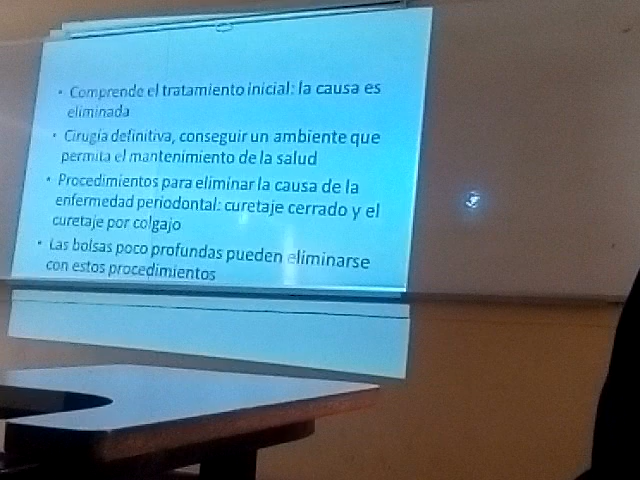 • Comprende el tratamiento inicial: la causa es
eliminada
• Cirugía definitiva, conseguir un ambiente que
permita el mantenimiento de la salud
• Procedimientos para eliminar la causa de la
enfermedad periodontal: curetaje cerrado y el
curetaje por colgajo
• Las bolsas poco profundas pueden eliminarse
con estos procedimientos